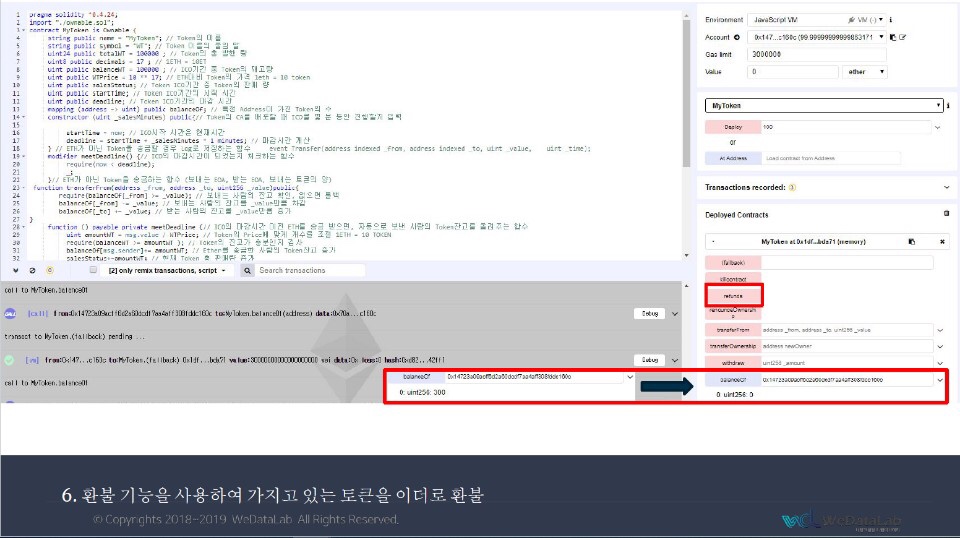 pragma solidity ^0.4.24;
import "./ownable.sol";
contract MyToken is Ownable {
string public name = "MyToken"; // Token의 이름
string public symbol = "WT"; // Token 이름의
uint24 public totalWT = 100000 ; // Token의 총 발행 량
uint8 public decimals = 17 ; // 1ETH = 10ET
uint public balanceWT = 100000 ; // ICO기간 중 Token의 재고량
uint public WTPrice = 10 ** 17; // ETH대비 Token의 가격 1eth = 10 token
uint public salesStatus; // Token ICO기간 중 Token의 판매 양
uint public startTime; // Token ICO기간의 시작 시간
uint public deadline; // Token ICO기간의 마감 시간
mapping (address -> uint) public balanceOf; // 특정 Address이 가진 Token의 수
constructor (uint _salesMinutes) public{// Token의 CA를 배포할 때 ICO를 몇 분 동안 진행할지 입력
startTime = now; // ICO시작 시간은 현재시간
deadline = startTime + _salesMinutes * 1 minutes; // 마감시간 계산
} // ETH가 아닌 Token을 송금할 경우 Log로 저장하는 함수 event Transfer(address indexed _from, address indexed _to, uint _value, uint _time);
modifier meetDeadline() {// ICO의 마감시간이 되었는지 체크하는 함수
require(now < deadline);
_;
}// ETH가 아닌 Token을 송금하는 함수 (보내는 EOA, 받는 EOA, 보내는 토큰의 양)
function transferFrom(address _from, address _to, uint256 _value)public{
require(balanceOf[_from] >= _value); // 보내는 사람의 잔고 확인, 없으면 롤백
balanceOf[_from] -= _value; // 보내는 사람의 잔고를 _value만큼 차감
balanceOf[_to] += _value; // 받는 사람의 잔고를 _value만큼 증가
}
function () payable private meetDeadline {// ICO의 마감시간 이전 ETH를 송금 받으면, 자동으로 보낸 사람의 Token잔고를 올려주는 함수
uint amountWT = msg.value / WTPrice; // Token의 Price에 맞게 개수를 조정 1ETH = 10 TOKEN
require(balanceWT >= amountWT ); // Token의 잔고가 충분한지 검사
balanceOf[msg.sender]+= amountWT; // Ether를 송금한 사람의 Token잔고 증가
salesStatus+=amountWT; // 현재 Token 총 판매량 증가
0
[2] only remix transactions, script
Search transactions
call to MyToken.balanceOf
[call] from:0x14723a09acff6d2a60dcdf7aa4aff308fddc160c to:MyToken.balanceOf(address) data:0x70a...c160c
Debug
transact to MyToken.(fallback) pending ...
[vm] from:0x147...c160c to:MyToken.(fallback) 0x1df...bda71 value:30000000000000000000 wei data:0x logs:0 hash:0xd82...42ff1
Debug
call to MyToken.balanceOf
balanceOf 0x14723a09acff6d2a60dcdf7aa4aff308fddc160c
0: uint256: 300
Environment JavaScript VM VM (-)
Account 0x147...c160c (99.999999999998631
Gas limit 3000000
Value 0 ether
MyToken
Deploy 100
or
At Address Load contract from Address
Transactions recorded:
Deployed Contracts
MyToken at 0x1df...bda71 (memory)
(fallback)
killcontract
refunds
renounceOwnership
transferFrom address _from, address _to, uint256 _value
transferOwnership address newOwner
withdraw uint256 _amount
balanceOf 0x14723a09acff6d2a60dcdf7aa4aff308fddc160c
0: uint256: 0
6. 환불 기능을 사용하여 가지고 있는 토큰을 이더로 환불
© Copyrights 2018~2019. WeDataLab. All Rights Reserved.
WeDataLab